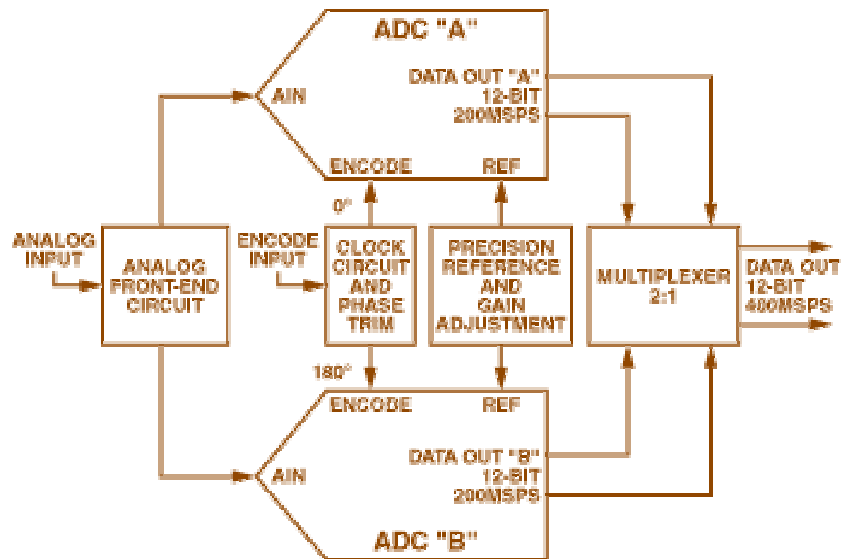 ADC "A"
DATA OUT "A"
12-BIT
200MSPS
AIN
ENCODE
REF
0°
ANALOG
INPUT
ANALOG
FRONT-END
CIRCUIT
ENCODE
INPUT
CLOCK
CIRCUIT
AND
PHASE
TRIM
PRECISION
REFERENCE
AND
GAIN
ADJUSTMENT
MULTIPLEXER
2:1
DATA OUT
12-BIT
400MSPS
180°
ENCODE
REF
DATA OUT "B"
12-BIT
200MSPS
AIN
ADC "B"